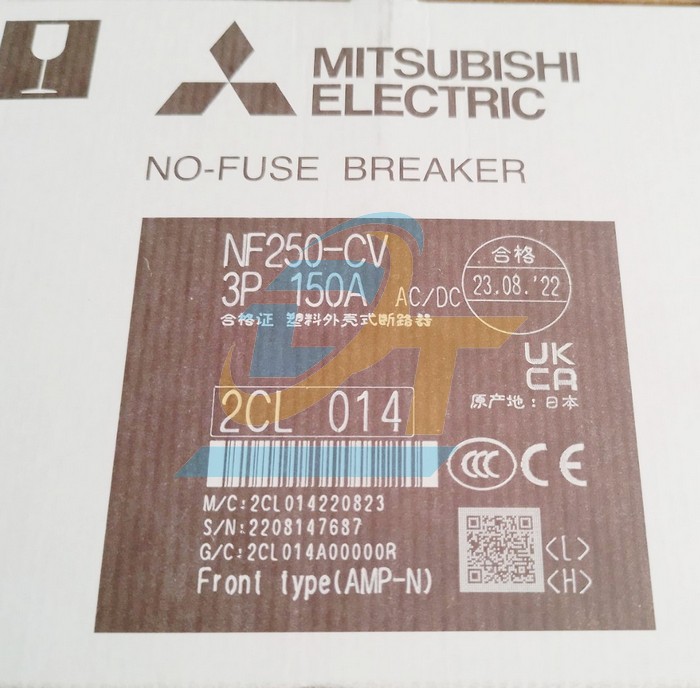 MITSUBISHI
ELECTRIC
NO-FUSE BREAKER
NF250-CV
3P 150A AC/DC
合格
23.08.'22
合格证 塑料外壳式断路器
UK
CA
原产地:日本
2CL 014
CCC CE
M/C:2CL014220823
S/N:2208147687
G/C:2CL014A00000R
<L>
Front type(AMP-N)
<H>